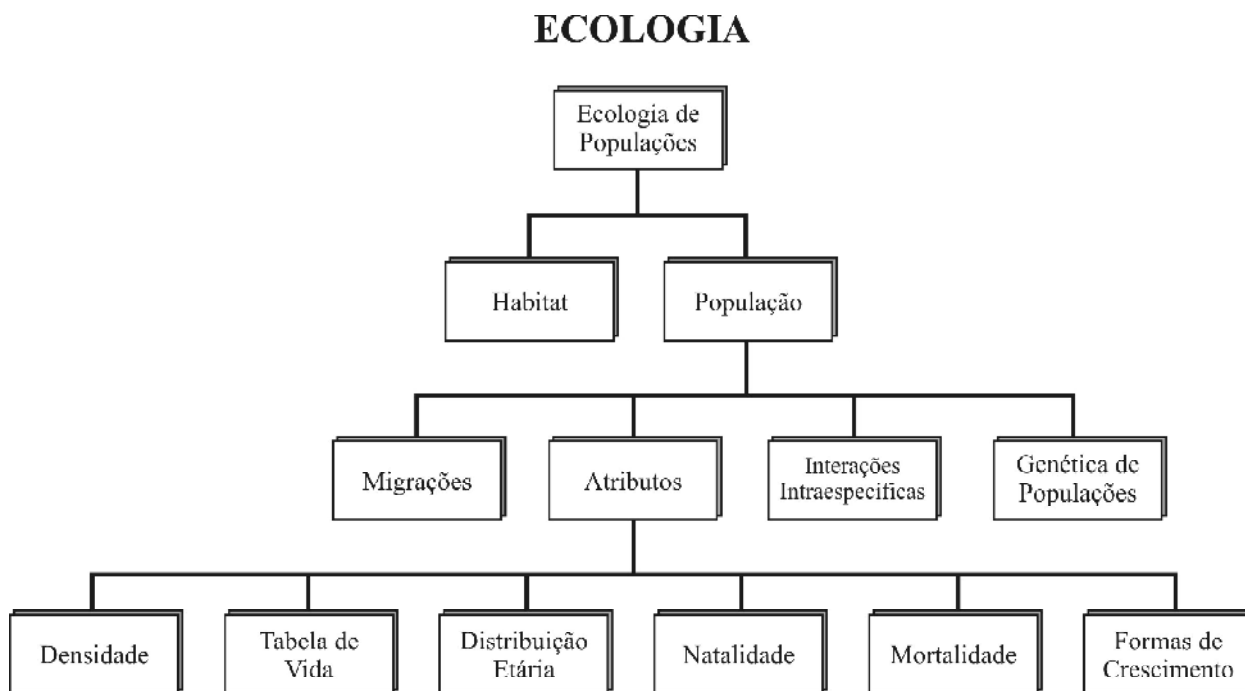 ECOLOGIA
Ecologia de
Populações
Habitat
População
Migrações
Atributos
Interações
Intraespecificas
Genética de
Populações
Densidade
Tabela de
Vida
Distribuição
Etária
Natalidade
Mortalidade
Formas de
Crescimento